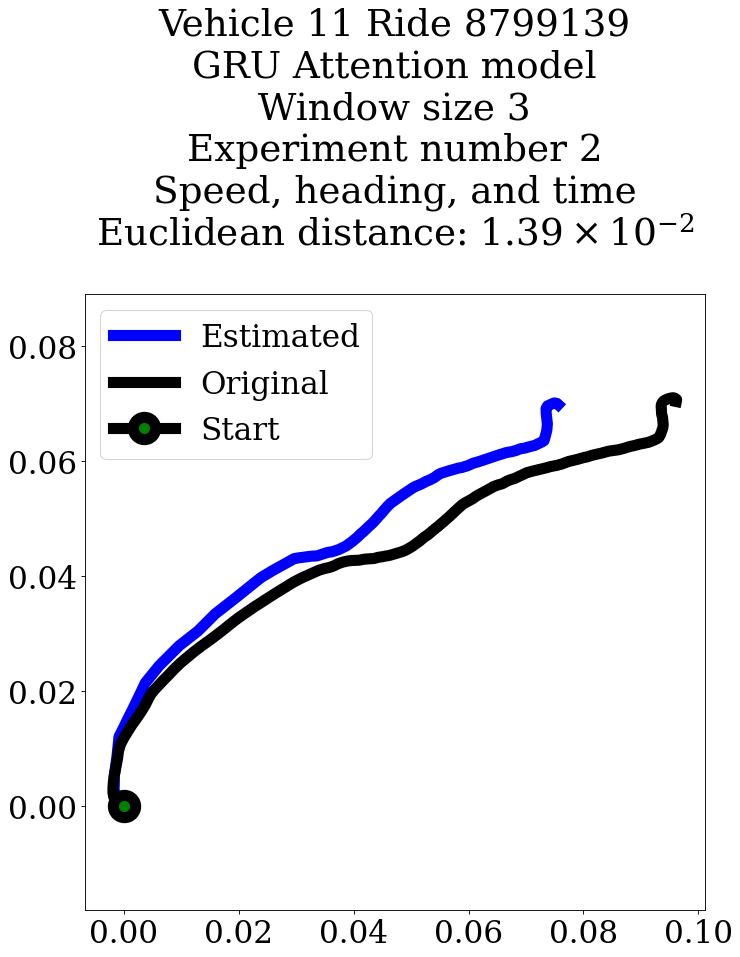 Vehicle 11 Ride 8799139
GRU Attention model
Window size 3
Experiment number 2
Speed, heading, and time
Euclidean distance: 1.39 × 10⁻²
Estimated
Original
Start
0.08
0.06
0.04
0.02
0.00
0.00 0.02 0.04 0.06 0.08 0.10